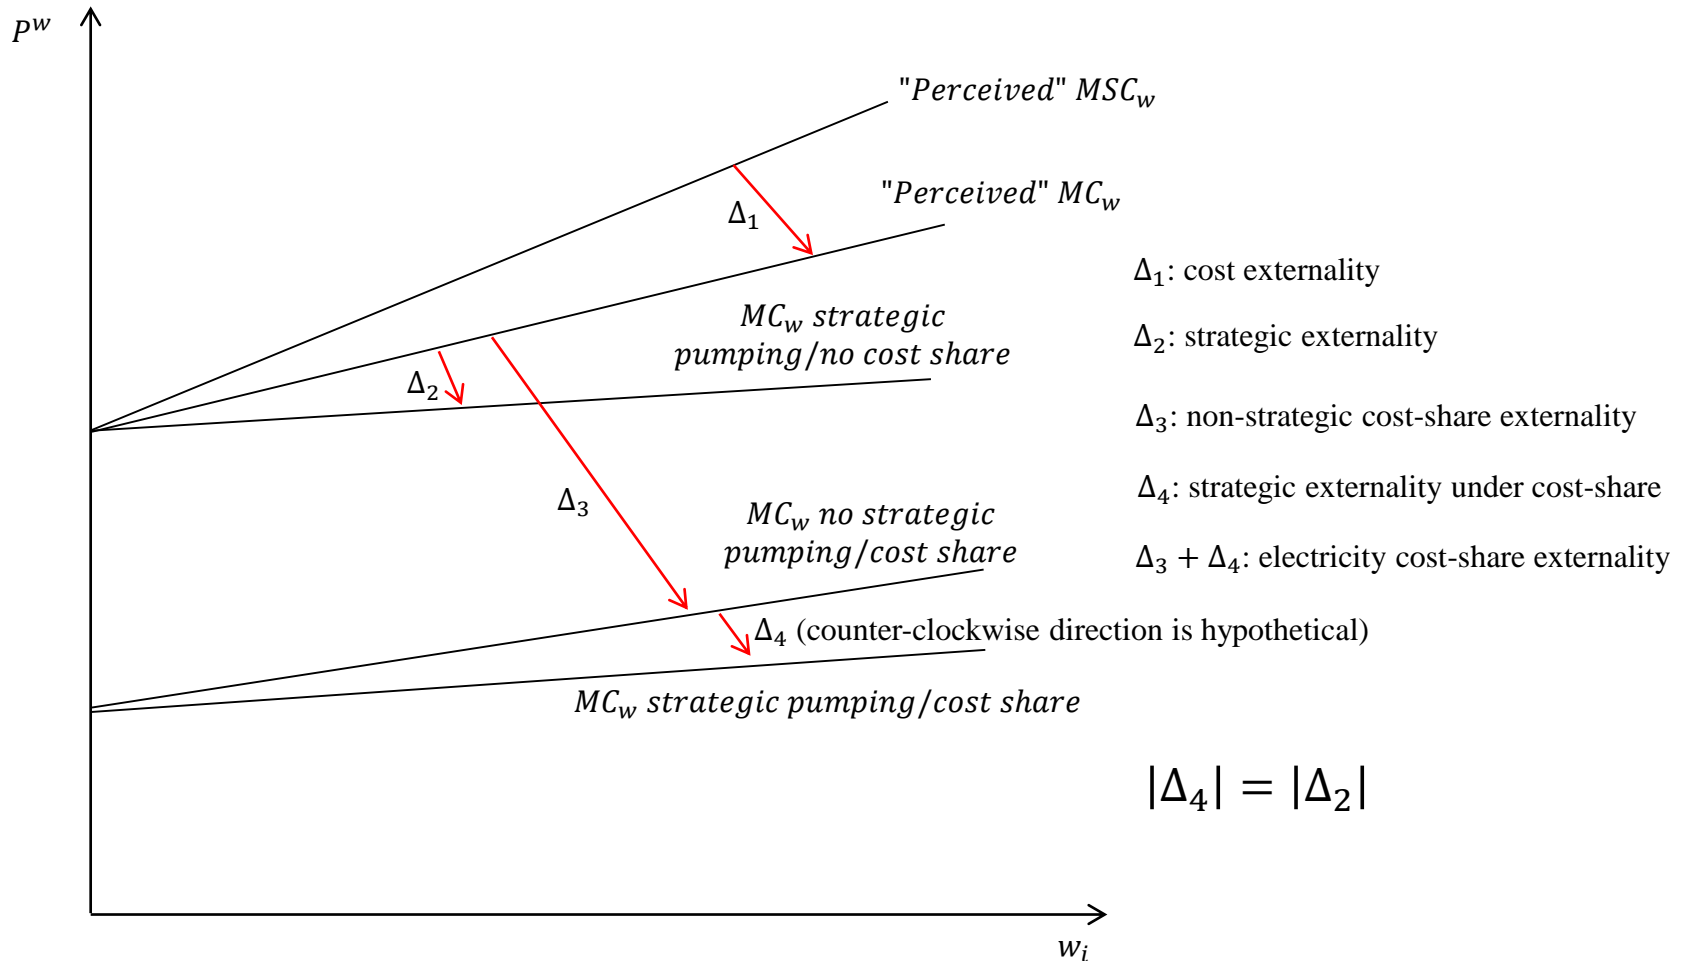 P^w
"Perceived" MSC_w
"Perceived" MC_w
Δ_1
Δ_1: cost externality
MC_w strategic
pumping/no cost share
Δ_2: strategic externality
Δ_2
Δ_3: non-strategic cost-share externality
Δ_3
Δ_4: strategic externality under cost-share
MC_w no strategic
pumping/cost share
Δ_3 + Δ_4: electricity cost-share externality
Δ_4 (counter-clockwise direction is hypothetical)
MC_w strategic pumping/cost share
|Δ_4| = |Δ_2|
w_i